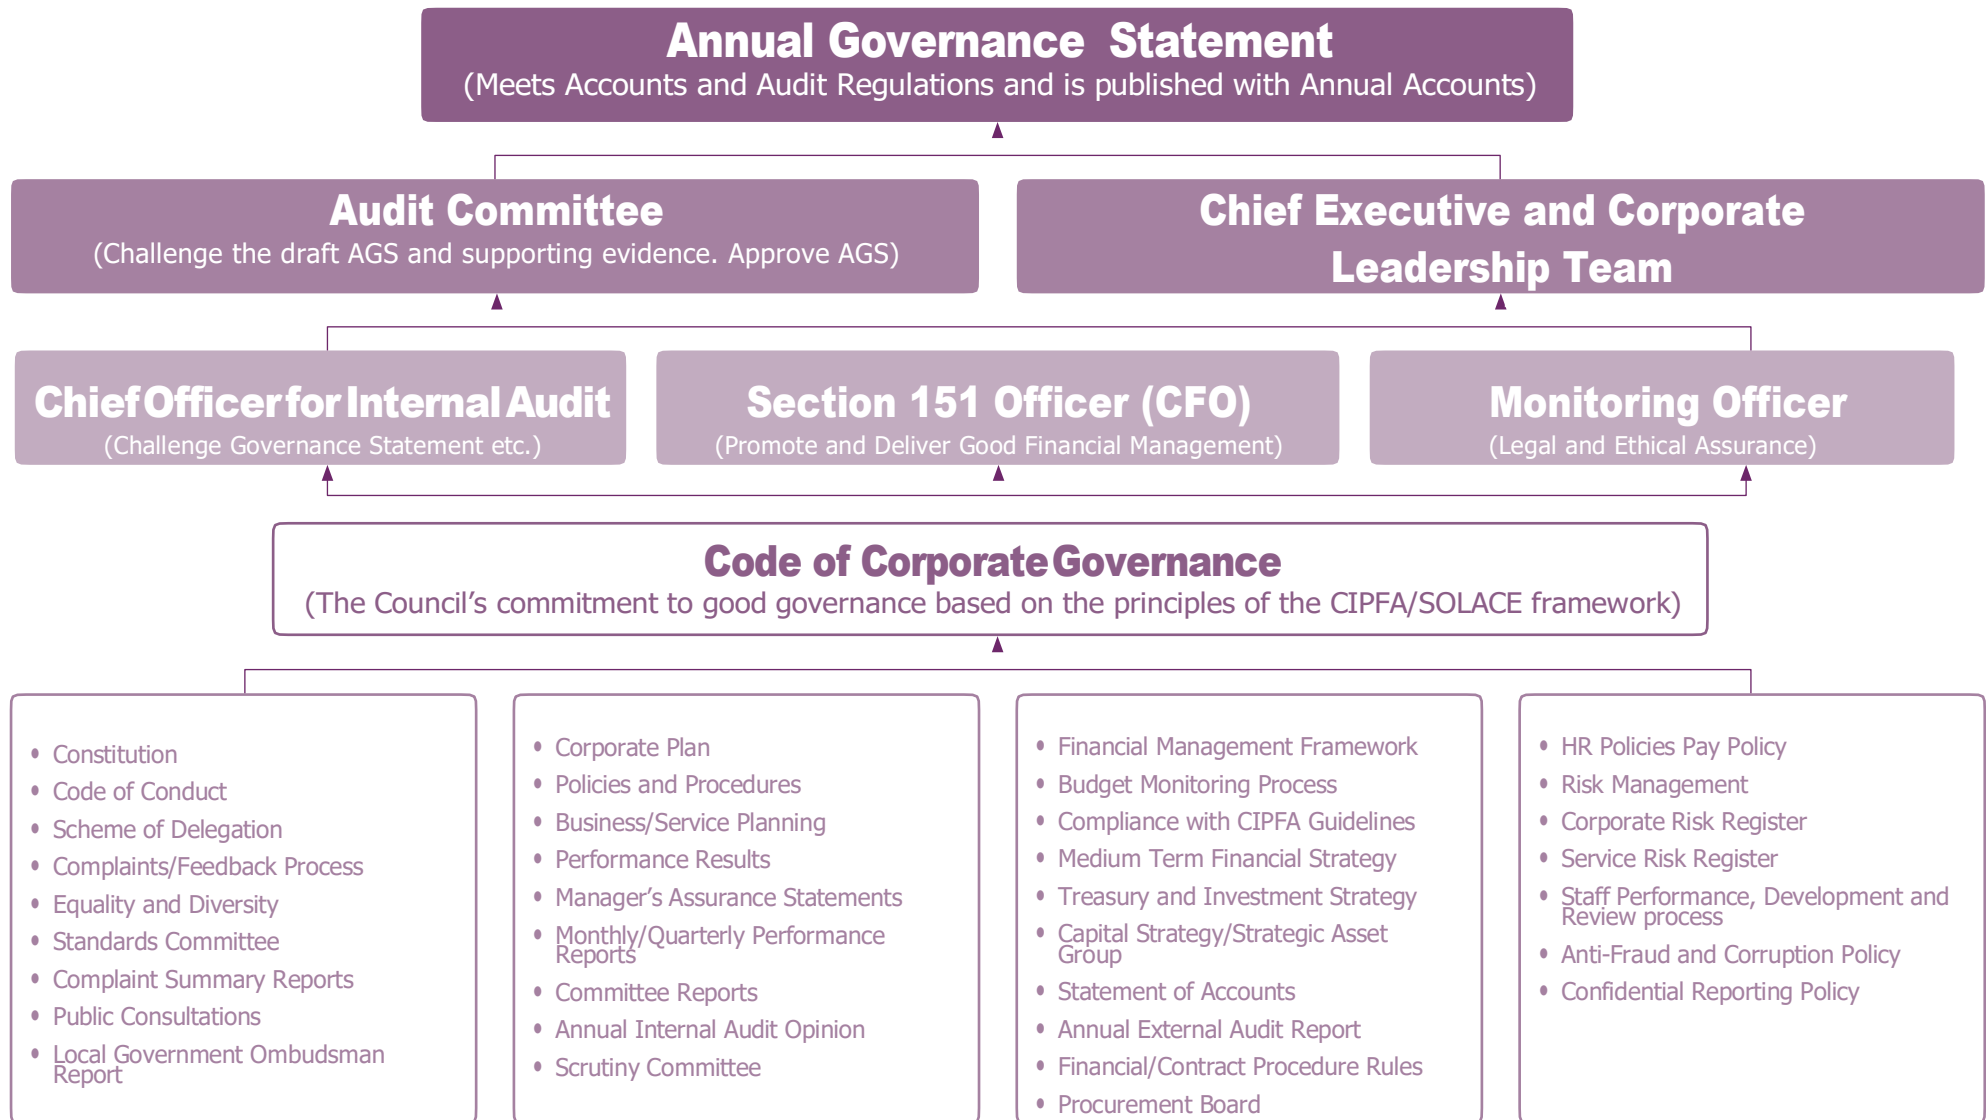 Annual Governance Statement
(Meets Accounts and Audit Regulations and is published with Annual Accounts)
Audit Committee
(Challenge the draft AGS and supporting evidence. Approve AGS)
Chief Executive and Corporate
Leadership Team
Chief Officer for Internal Audit
(Challenge Governance Statement etc.)
Section 151 Officer (CFO)
(Promote and Deliver Good Financial Management)
Monitoring Officer
(Legal and Ethical Assurance)
Code of Corporate Governance
(The Council’s commitment to good governance based on the principles of the CIPFA/SOLACE framework)
• Constitution
• Code of Conduct
• Scheme of Delegation
• Complaints/Feedback Process
• Equality and Diversity
• Standards Committee
• Complaint Summary Reports
• Public Consultations
• Local Government Ombudsman
Report
• Corporate Plan
• Policies and Procedures
• Business/Service Planning
• Performance Results
• Manager’s Assurance Statements
• Monthly/Quarterly Performance
Reports
• Committee Reports
• Annual Internal Audit Opinion
• Scrutiny Committee
• Financial Management Framework
• Budget Monitoring Process
• Compliance with CIPFA Guidelines
• Medium Term Financial Strategy
• Treasury and Investment Strategy
• Capital Strategy/Strategic Asset
Group
• Statement of Accounts
• Annual External Audit Report
• Financial/Contract Procedure Rules
• Procurement Board
• HR Policies Pay Policy
• Risk Management
• Corporate Risk Register
• Service Risk Register
• Staff Performance, Development and
Review process
• Anti-Fraud and Corruption Policy
• Confidential Reporting Policy